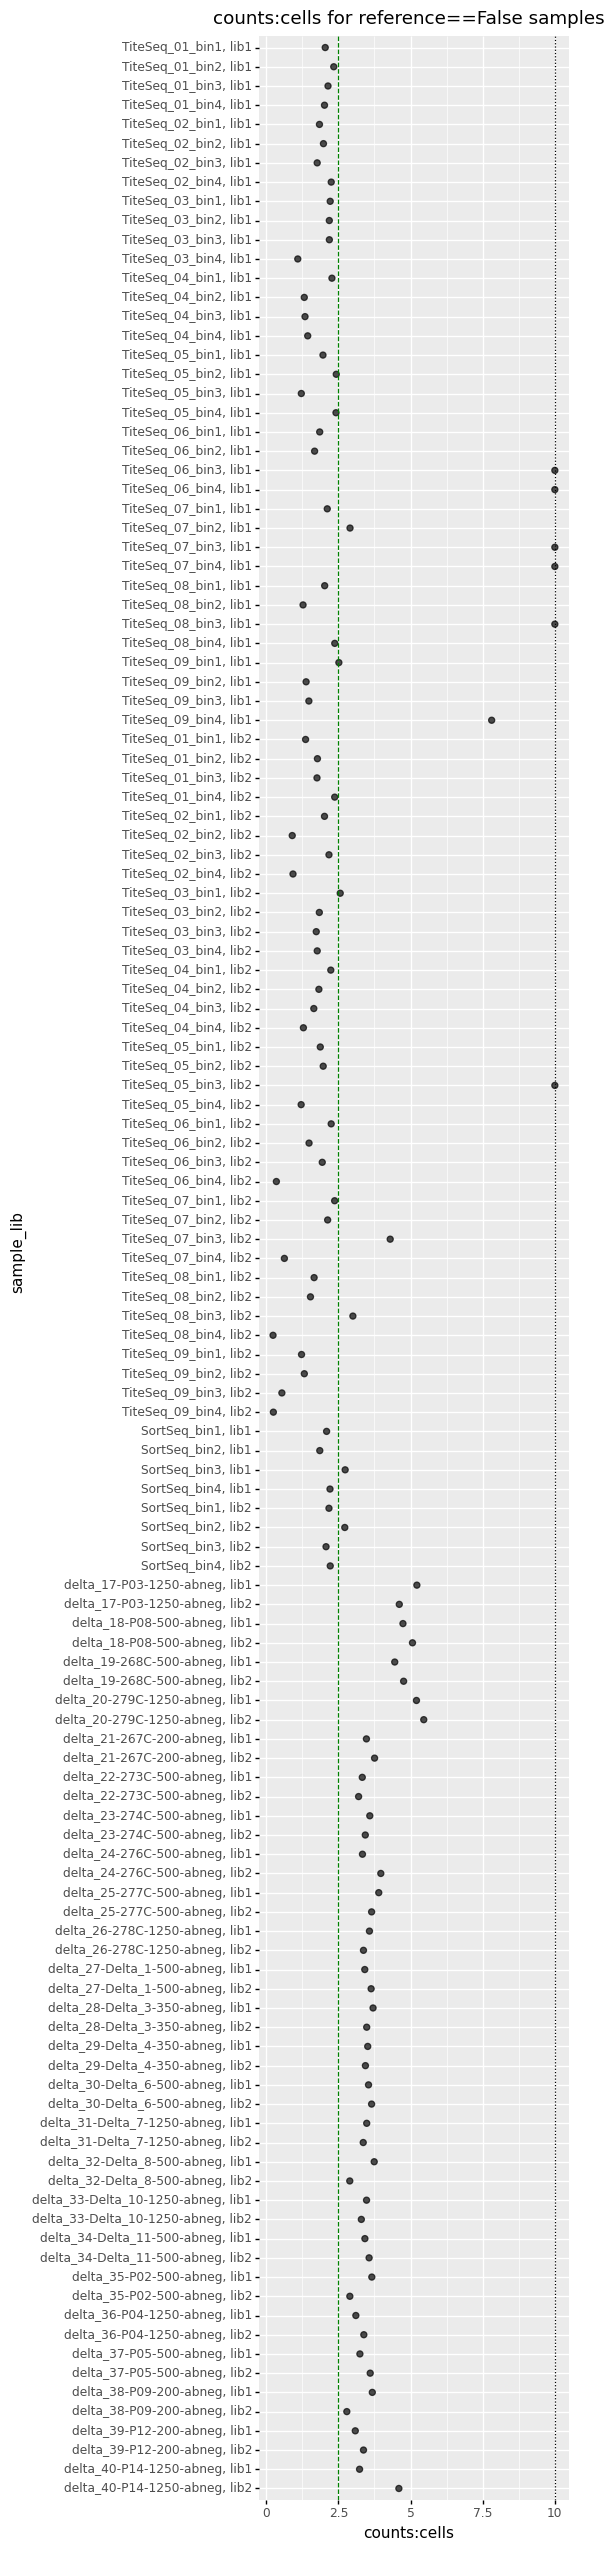 counts:cells for reference==False samples
TiteSeq_01_bin1, lib1
TiteSeq_01_bin2, lib1
TiteSeq_01_bin3, lib1
TiteSeq_01_bin4, lib1
TiteSeq_02_bin1, lib1
TiteSeq_02_bin2, lib1
TiteSeq_02_bin3, lib1
TiteSeq_02_bin4, lib1
TiteSeq_03_bin1, lib1
TiteSeq_03_bin2, lib1
TiteSeq_03_bin3, lib1
TiteSeq_03_bin4, lib1
TiteSeq_04_bin1, lib1
TiteSeq_04_bin2, lib1
TiteSeq_04_bin3, lib1
TiteSeq_04_bin4, lib1
TiteSeq_05_bin1, lib1
TiteSeq_05_bin2, lib1
TiteSeq_05_bin3, lib1
TiteSeq_05_bin4, lib1
TiteSeq_06_bin1, lib1
TiteSeq_06_bin2, lib1
TiteSeq_06_bin3, lib1
TiteSeq_06_bin4, lib1
TiteSeq_07_bin1, lib1
TiteSeq_07_bin2, lib1
TiteSeq_07_bin3, lib1
TiteSeq_07_bin4, lib1
TiteSeq_08_bin1, lib1
TiteSeq_08_bin2, lib1
TiteSeq_08_bin3, lib1
TiteSeq_08_bin4, lib1
TiteSeq_09_bin1, lib1
TiteSeq_09_bin2, lib1
TiteSeq_09_bin3, lib1
TiteSeq_09_bin4, lib1
TiteSeq_01_bin1, lib2
TiteSeq_01_bin2, lib2
TiteSeq_01_bin3, lib2
TiteSeq_01_bin4, lib2
TiteSeq_02_bin1, lib2
TiteSeq_02_bin2, lib2
TiteSeq_02_bin3, lib2
TiteSeq_02_bin4, lib2
TiteSeq_03_bin1, lib2
TiteSeq_03_bin2, lib2
TiteSeq_03_bin3, lib2
TiteSeq_03_bin4, lib2
TiteSeq_04_bin1, lib2
TiteSeq_04_bin2, lib2
TiteSeq_04_bin3, lib2
TiteSeq_04_bin4, lib2
TiteSeq_05_bin1, lib2
TiteSeq_05_bin2, lib2
TiteSeq_05_bin3, lib2
TiteSeq_05_bin4, lib2
TiteSeq_06_bin1, lib2
TiteSeq_06_bin2, lib2
TiteSeq_06_bin3, lib2
TiteSeq_06_bin4, lib2
TiteSeq_07_bin1, lib2
TiteSeq_07_bin2, lib2
TiteSeq_07_bin3, lib2
TiteSeq_07_bin4, lib2
TiteSeq_08_bin1, lib2
TiteSeq_08_bin2, lib2
TiteSeq_08_bin3, lib2
TiteSeq_08_bin4, lib2
TiteSeq_09_bin1, lib2
TiteSeq_09_bin2, lib2
TiteSeq_09_bin3, lib2
TiteSeq_09_bin4, lib2
SortSeq_bin1, lib1
SortSeq_bin2, lib1
SortSeq_bin3, lib1
SortSeq_bin4, lib1
SortSeq_bin1, lib2
SortSeq_bin2, lib2
SortSeq_bin3, lib2
SortSeq_bin4, lib2
delta_17-P03-1250-abneg, lib1
delta_17-P03-1250-abneg, lib2
delta_18-P08-500-abneg, lib1
delta_18-P08-500-abneg, lib2
delta_19-268C-500-abneg, lib1
delta_19-268C-500-abneg, lib2
delta_20-279C-1250-abneg, lib1
delta_20-279C-1250-abneg, lib2
delta_21-267C-200-abneg, lib1
delta_21-267C-200-abneg, lib2
delta_22-273C-500-abneg, lib1
delta_22-273C-500-abneg, lib2
delta_23-274C-500-abneg, lib1
delta_23-274C-500-abneg, lib2
delta_24-276C-500-abneg, lib1
delta_24-276C-500-abneg, lib2
delta_25-277C-500-abneg, lib1
delta_25-277C-500-abneg, lib2
delta_26-278C-1250-abneg, lib1
delta_26-278C-1250-abneg, lib2
delta_27-Delta_1-500-abneg, lib1
delta_27-Delta_1-500-abneg, lib2
delta_28-Delta_3-350-abneg, lib1
delta_28-Delta_3-350-abneg, lib2
delta_29-Delta_4-350-abneg, lib1
delta_29-Delta_4-350-abneg, lib2
delta_30-Delta_6-500-abneg, lib1
delta_30-Delta_6-500-abneg, lib2
delta_31-Delta_7-1250-abneg, lib1
delta_31-Delta_7-1250-abneg, lib2
delta_32-Delta_8-500-abneg, lib1
delta_32-Delta_8-500-abneg, lib2
delta_33-Delta_10-1250-abneg, lib1
delta_33-Delta_10-1250-abneg, lib2
delta_34-Delta_11-500-abneg, lib1
delta_34-Delta_11-500-abneg, lib2
delta_35-P02-500-abneg, lib1
delta_35-P02-500-abneg, lib2
delta_36-P04-1250-abneg, lib1
delta_36-P04-1250-abneg, lib2
delta_37-P05-500-abneg, lib1
delta_37-P05-500-abneg, lib2
delta_38-P09-200-abneg, lib1
delta_38-P09-200-abneg, lib2
delta_39-P12-200-abneg, lib1
delta_39-P12-200-abneg, lib2
delta_40-P14-1250-abneg, lib1
delta_40-P14-1250-abneg, lib2
sample_lib
0 2.5 5 7.5 10
counts:cells